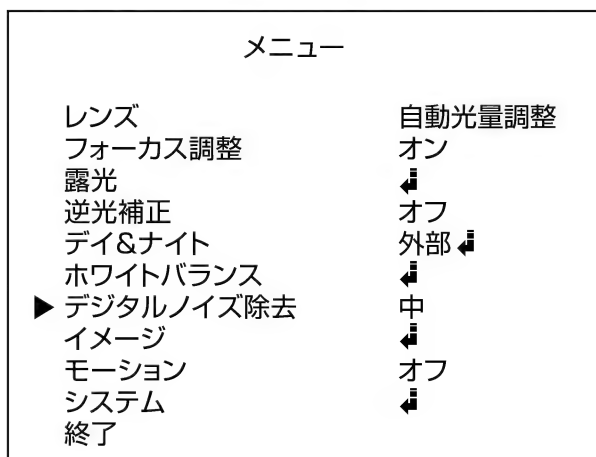 メニュー
レンズ 自動光量調整
フォーカス調整 オン
露光 ↲
逆光補正 オフ
デイ&ナイト 外部↲
ホワイトバランス ↲
▶デジタルノイズ除去 中
イメージ ↲
モーション オフ
システム ↲
終了